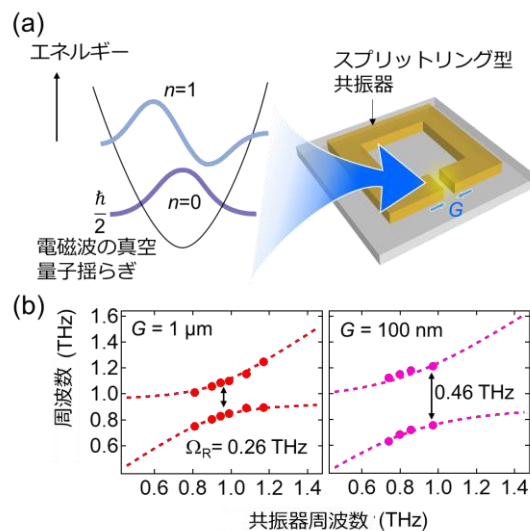 (a)
エネルギー
n=1
n=0
ℏ
2
電磁波の真空
量子揺らぎ
スプリットリング型
共振器
G
(b)
周波数 (THz)
1.6
1.4
1.2
1.0
0.8
0.6
G = 1 μm
Ω_R = 0.26 THz
0.6 0.8 1.0 1.2 1.4
G = 100 nm
0.46 THz
0.6 0.8 1.0 1.2 1.4
共振器周波数 (THz)